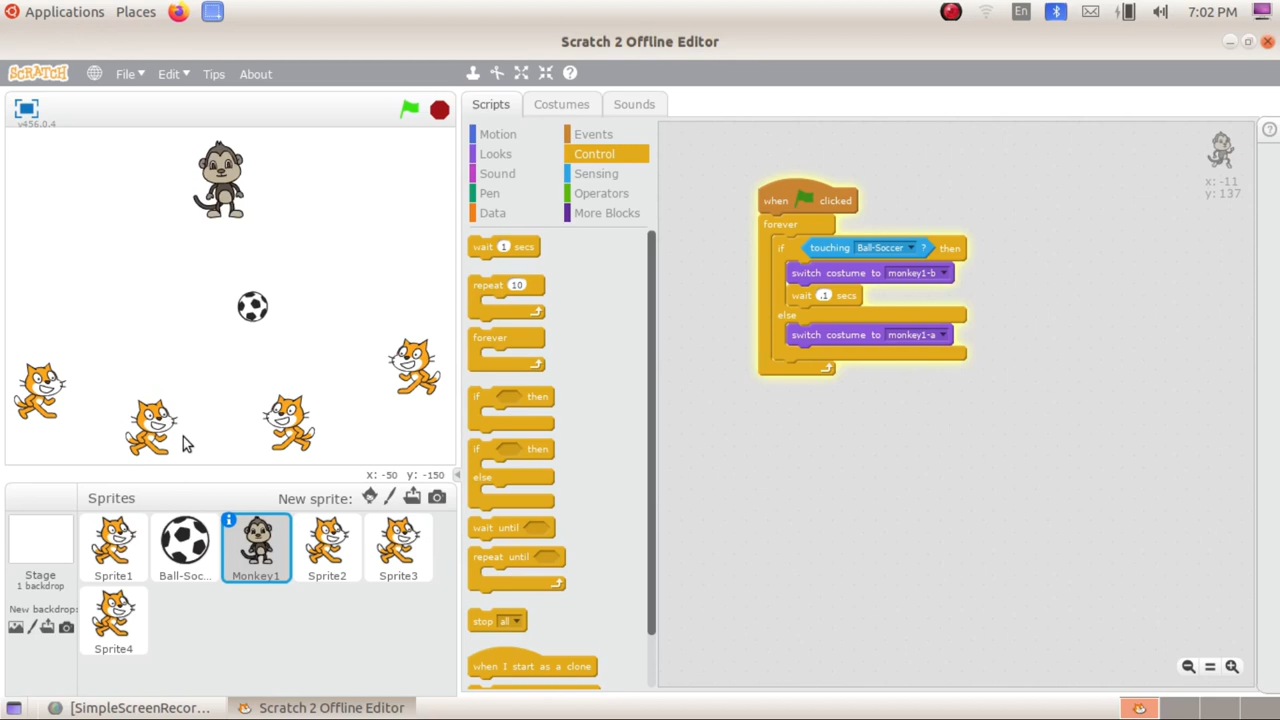 Applications Places En 7:02 PM
Scratch 2 Offline Editor
SCRATCH File Edit Tips About
v456.0.4
x: -50 y: -150
Sprites New sprite:
Stage
1 backdrop
New backdrop:
Sprite1 Ball-Soc... Monkey1 Sprite2 Sprite3
Sprite4
Scripts Costumes Sounds
Motion Events
Looks Control
Sound Sensing
Pen Operators
Data More Blocks
wait 1 secs
repeat 10
forever
if then
if then
else
wait until
repeat until
stop all
when I start as a clone
when clicked
forever
if touching Ball-Soccer ? then
switch costume to monkey1-b
wait .1 secs
else
switch costume to monkey1-a
x: -11
y: 137
[SimpleScreenRecor... Scratch 2 Offline Editor